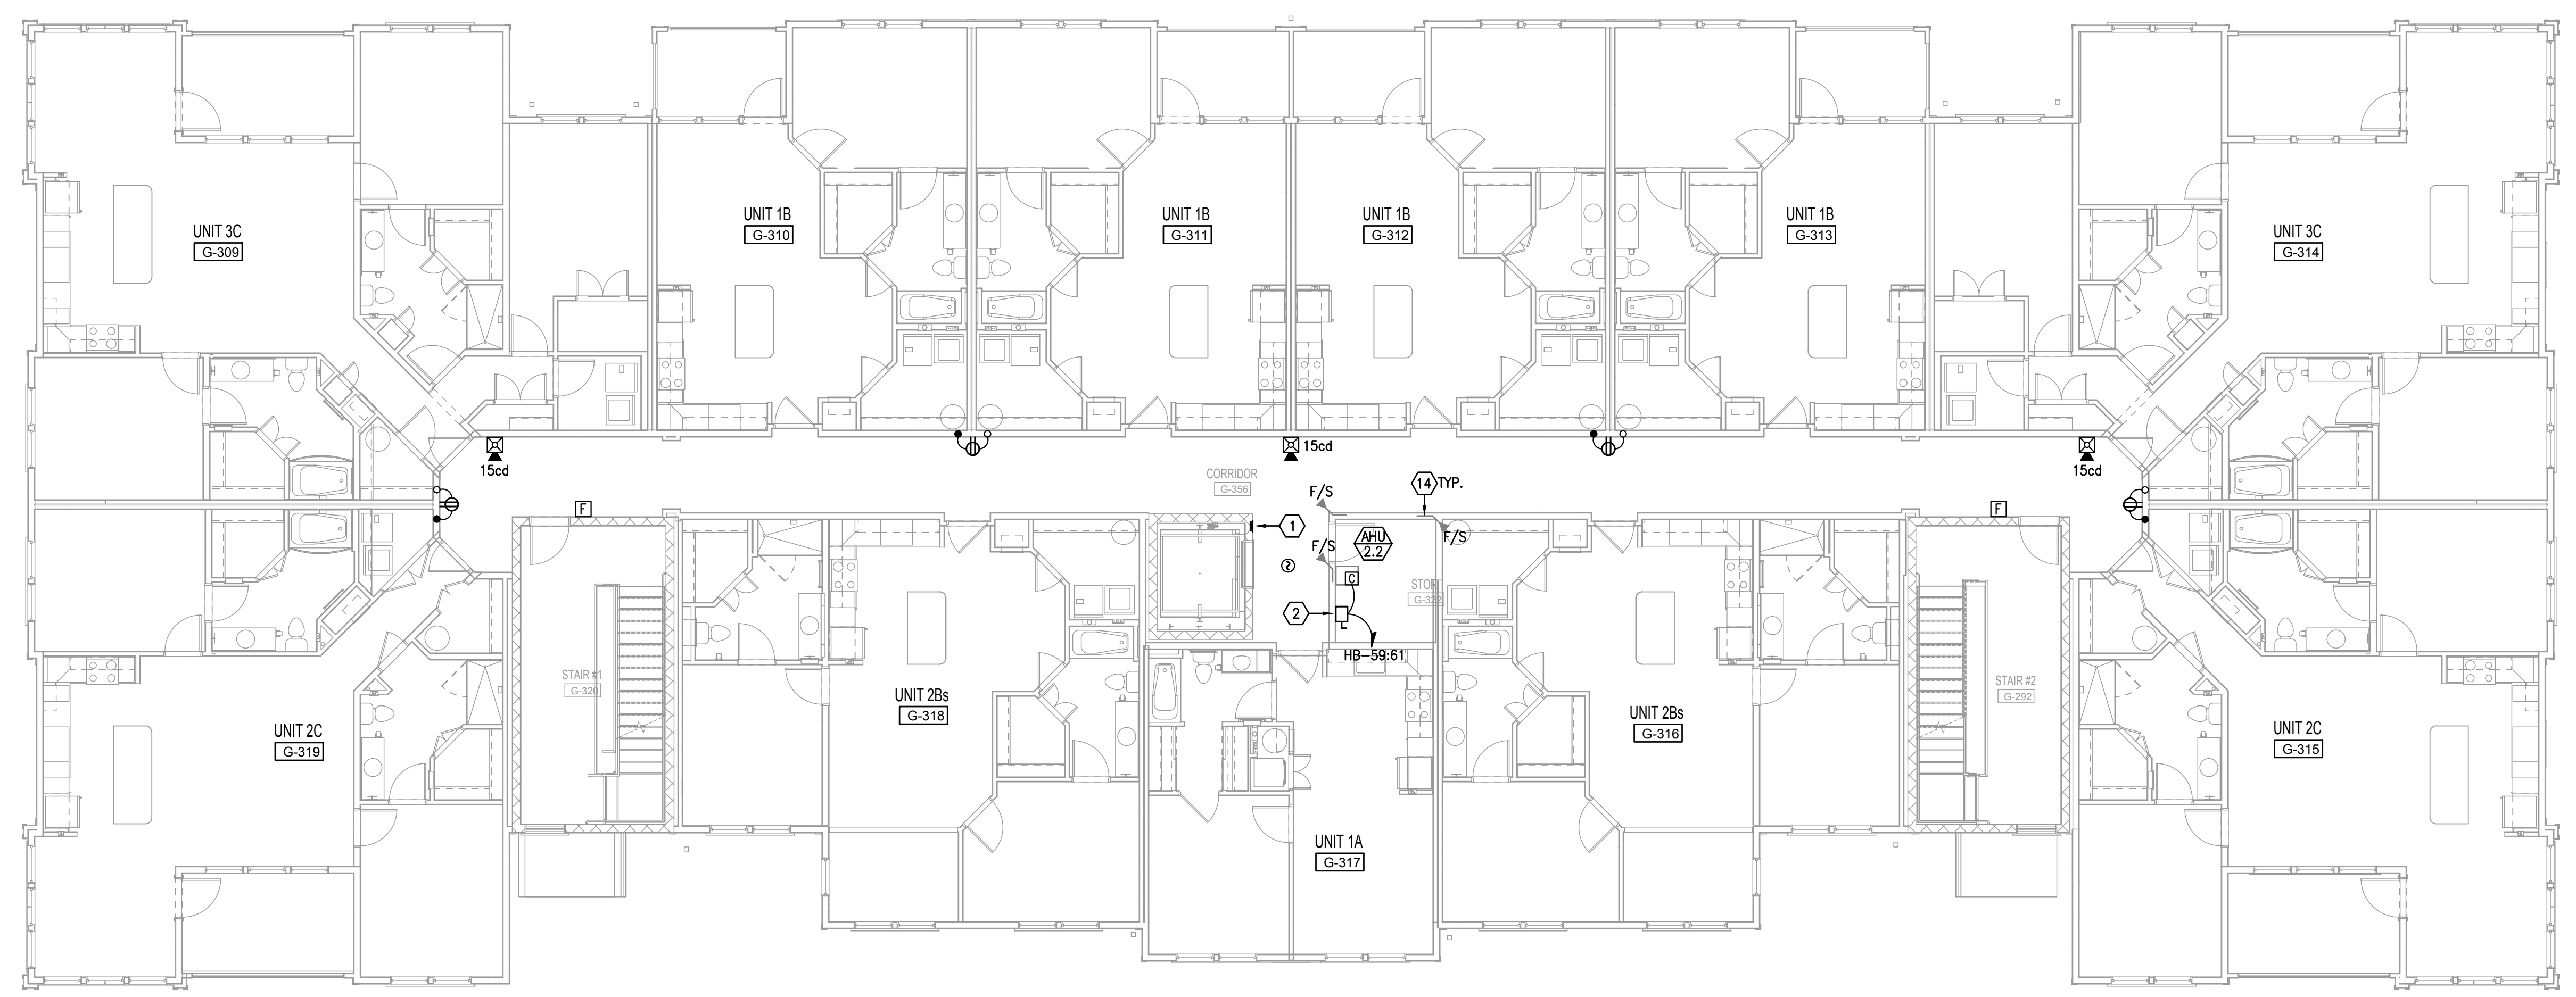 UNIT 3C
G-309
UNIT 1B
G-310
UNIT 1B
G-311
UNIT 1B
G-312
UNIT 1B
G-313
UNIT 3C
G-314
15cd
15cd
15cd
CORRIDOR
G-356
F
F/S
14 TYP.
F
1
AHU
2.2
F/S
F/S
C
2
HB-59:61
STAIR #1
G-320
UNIT 2Bs
G-318
UNIT 2Bs
G-316
STAIR #2
G-292
UNIT 2C
G-319
UNIT 2C
G-315
UNIT 1A
G-317